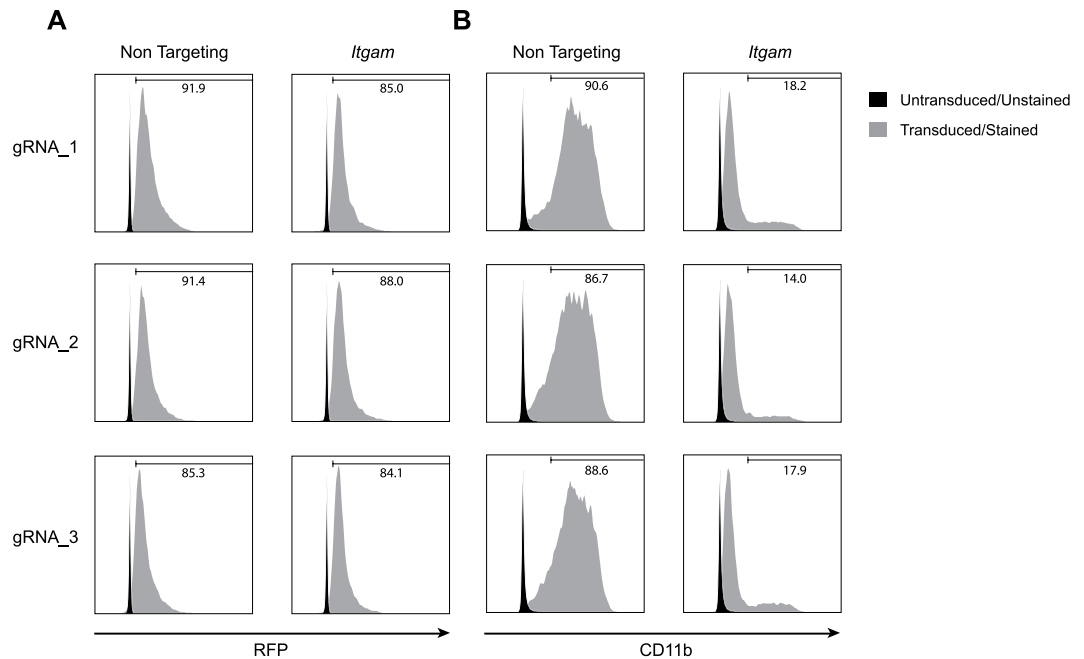 A
B
Non Targeting
Itgam
Non Targeting
Itgam
91.9
85.0
90.6
18.2
Untransduced/Unstained
Transduced/Stained
gRNA_1
91.4
88.0
86.7
14.0
gRNA_2
85.3
84.1
88.6
17.9
gRNA_3
RFP
CD11b